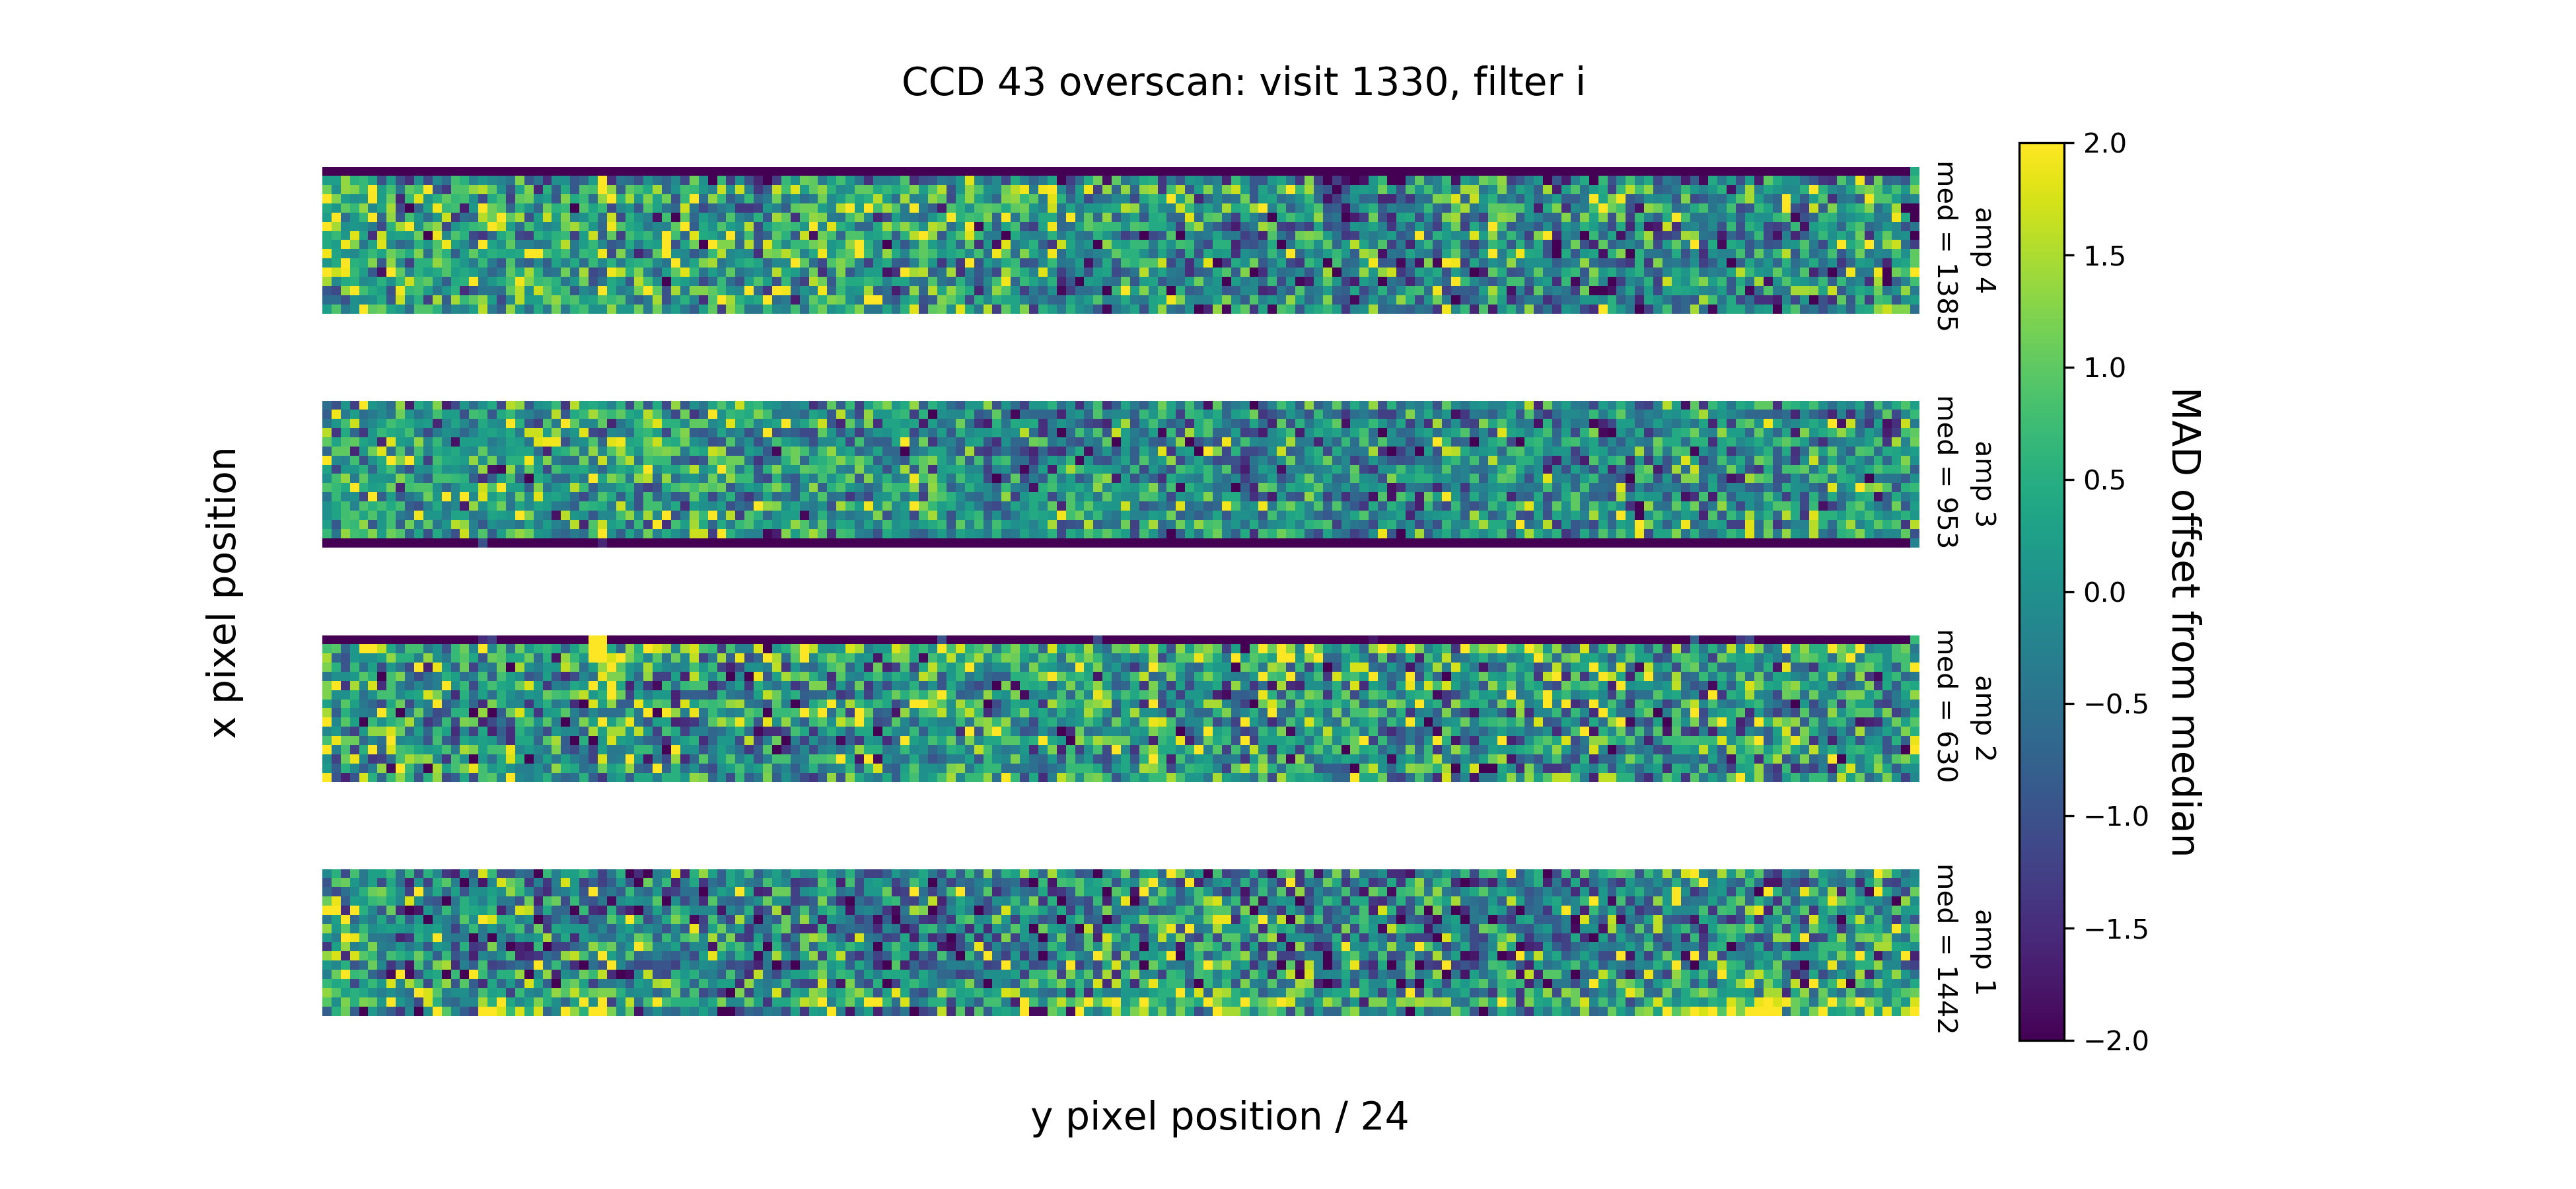 CCD 43 overscan: visit 1330, filter i
x pixel position
amp 4
med = 1385
amp 3
med = 953
amp 2
med = 630
amp 1
med = 1442
2.0
1.5
1.0
0.5
0.0
−0.5
−1.0
−1.5
−2.0
MAD offset from median
y pixel position / 24